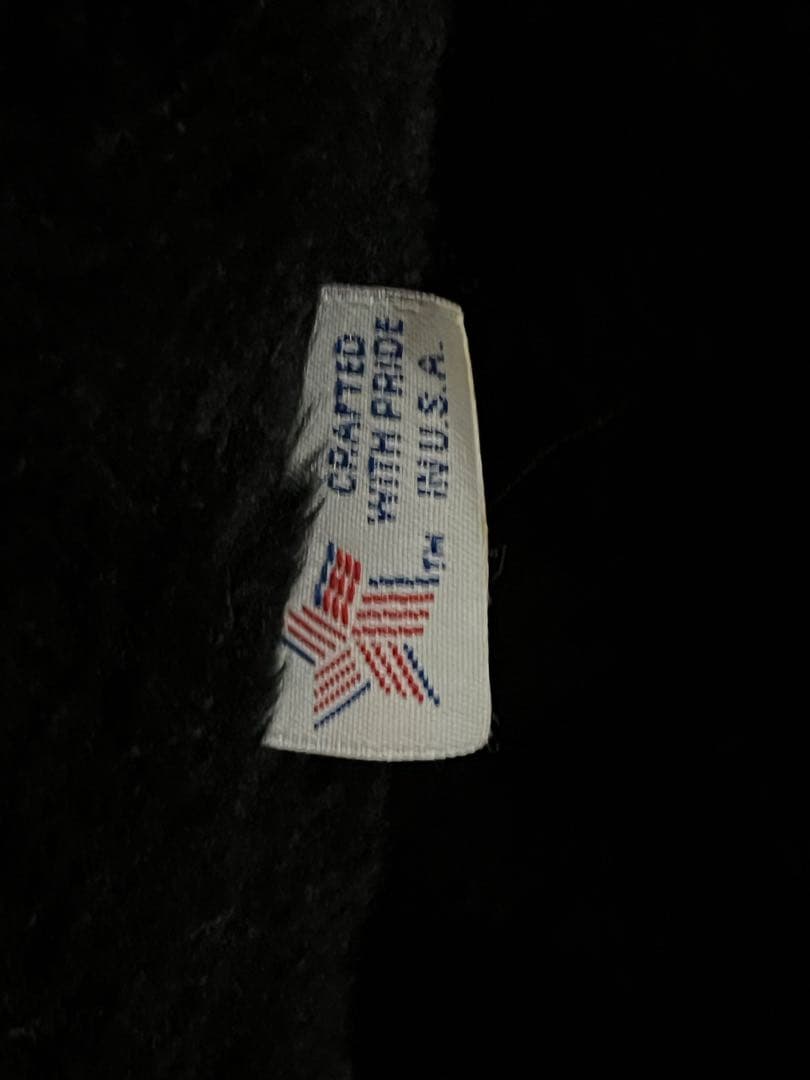 CRAFTED
WITH PRIDE
IN U.S.A.
TM